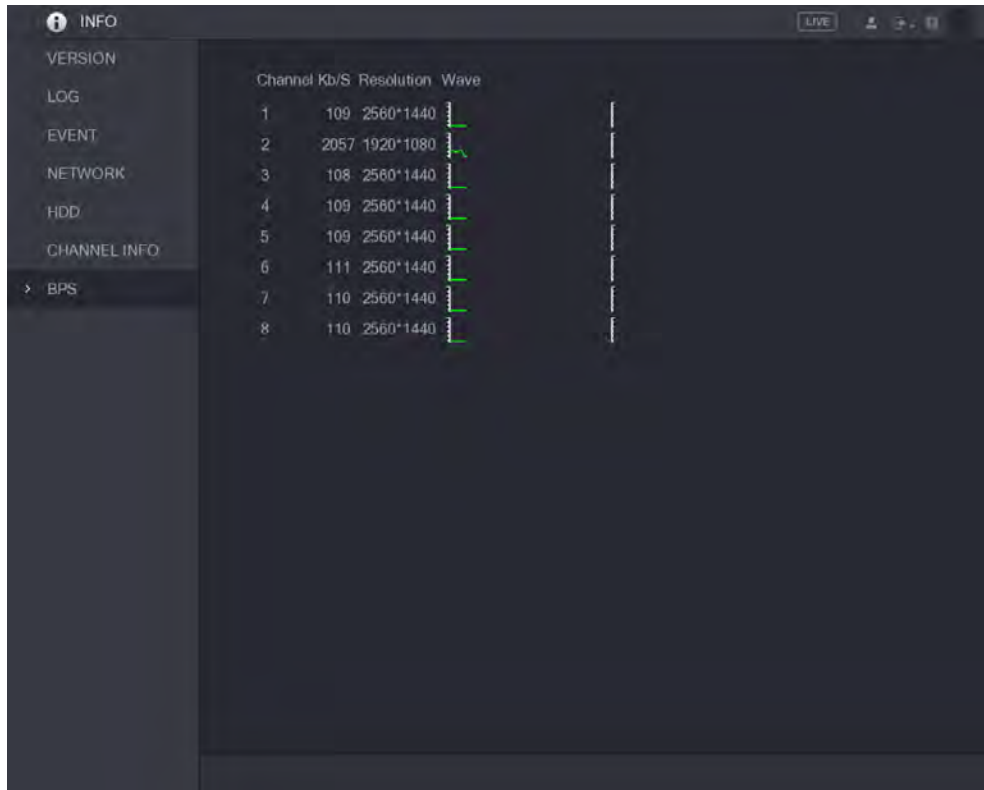 INFO
LIVE
VERSION
LOG
EVENT
NETWORK
HDD
CHANNEL INFO
BPS
Channel Kb/S Resolution Wave
1 109 2560*1440
2 2057 1920*1080
3 108 2560*1440
4 109 2560*1440
5 109 2560*1440
6 111 2560*1440
7 110 2560*1440
8 110 2560*1440